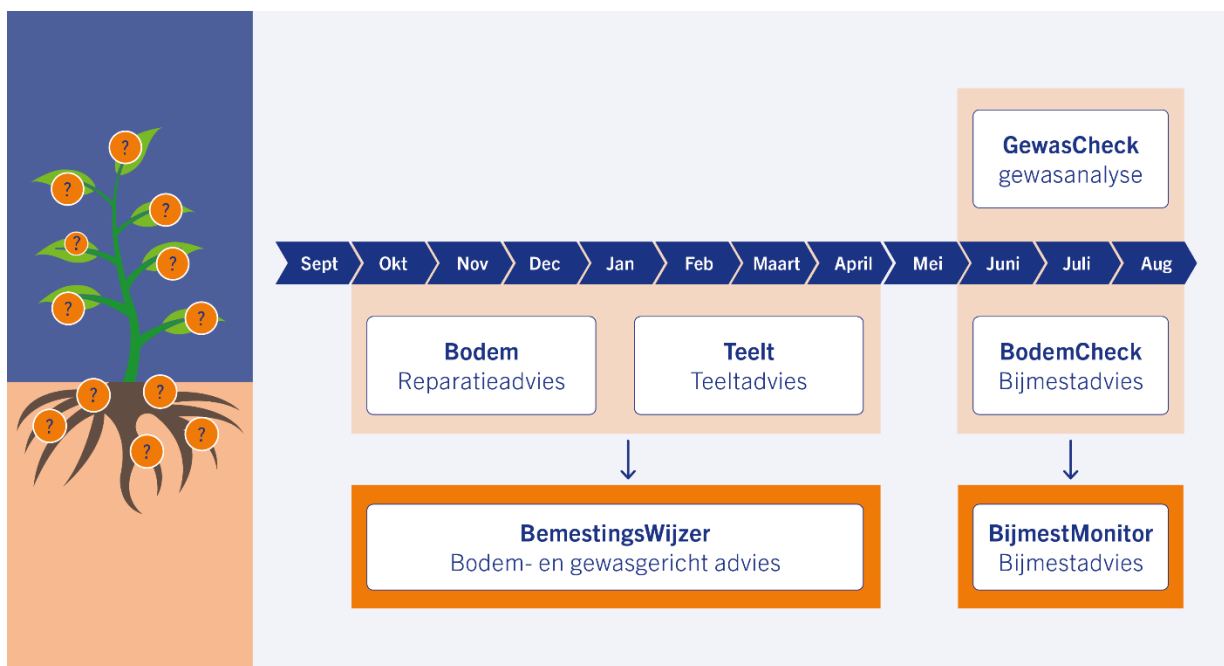 ?
?
?
?
?
?
?
?
?
?
?
?
?
GewasCheck
gewasanalyse
Sept Okt Nov Dec Jan Feb Maart April Mei Juni Juli Aug
Bodem
Reparatieadvies
Teelt
Teeltadvies
BodemCheck
Bijmestadvies
BemestingsWijzer
Bodem- en gewasgericht advies
BijmestMonitor
Bijmestadvies